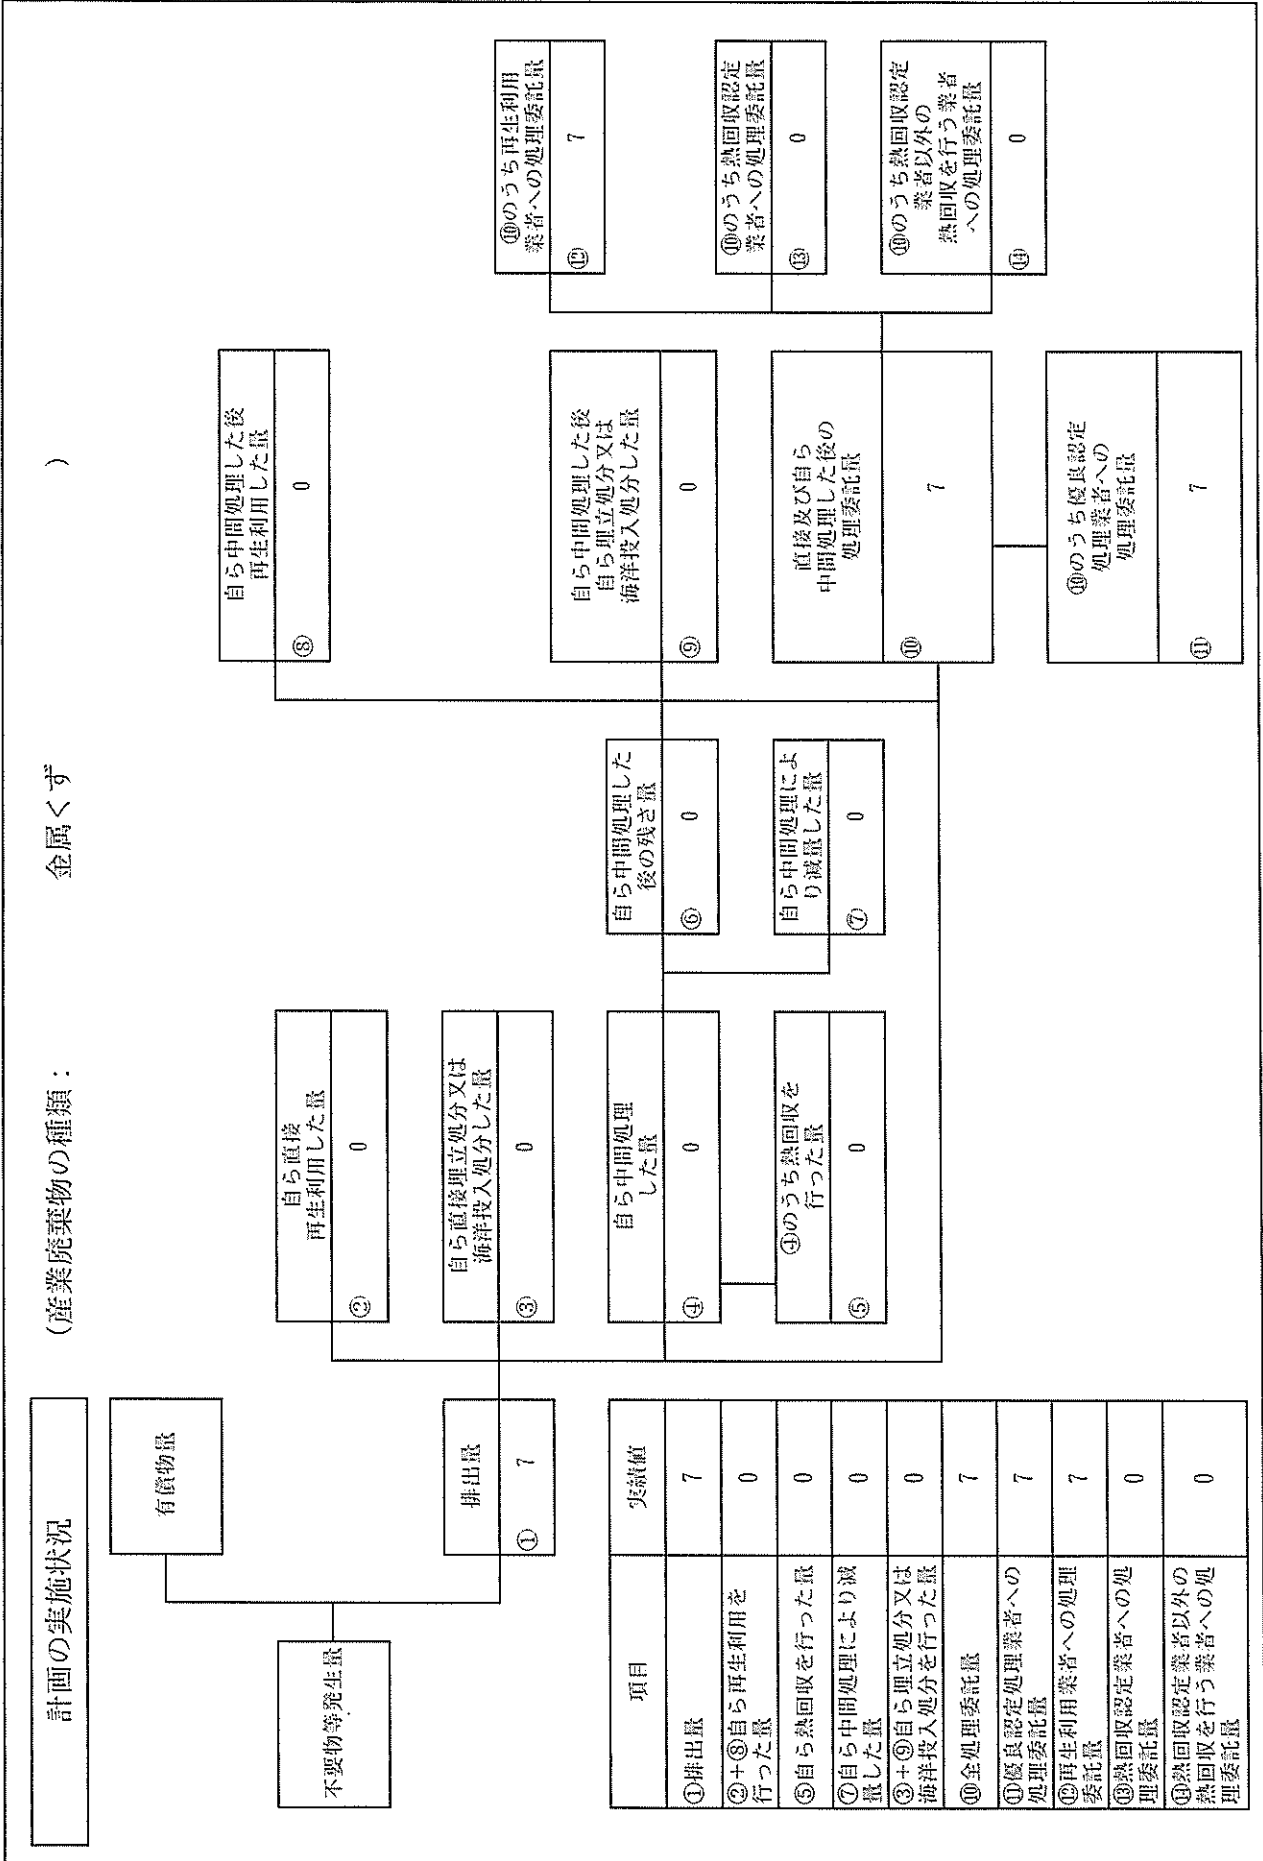 計画の実施状況
(産業廃棄物の種類： 金属くず )
有償物量
不要物等発生量
排出量
① 7
自ら直接
再生利用した量
② 0
自ら直接埋立処分又は
海洋投入処分した量
③ 0
自ら中間処理
した量
④ 0
④のうち熱回収を
行った量
⑤ 0
自ら中間処理した
後の残さ量
⑥ 0
自ら中間処理によ
り減量した量
⑦ 0
自ら中間処理した後
再生利用した量
⑧ 0
自ら中間処理した後
自ら埋立処分又は
海洋投入処分した量
⑨ 0
直接及び自ら
中間処理した後の
処理委託量
⑩ 7
⑩のうち優良認定
処理業者への
処理委託量
⑪ 7
⑩のうち再生利用
業者への処理委託量
⑫ 7
⑩のうち熱回収認定
業者への処理委託量
⑬ 0
⑩のうち熱回収認定
業者以外の
熱回収を行う業者
への処理委託量
⑭ 0
項目 実績値
①排出量 7
②+⑧自ら再生利用を
行った量 0
⑤自ら熱回収を行った量 0
⑦自ら中間処理により減
量した量 0
③+⑨自ら埋立処分又は
海洋投入処分を行った量 0
⑩全処理委託量 7
⑪優良認定処理業者への
処理委託量 7
⑫再生利用業者への処理
委託量 7
⑬熱回収認定業者への処
理委託量 0
⑭熱回収認定業者以外の
熱回収を行う業者への処
理委託量 0